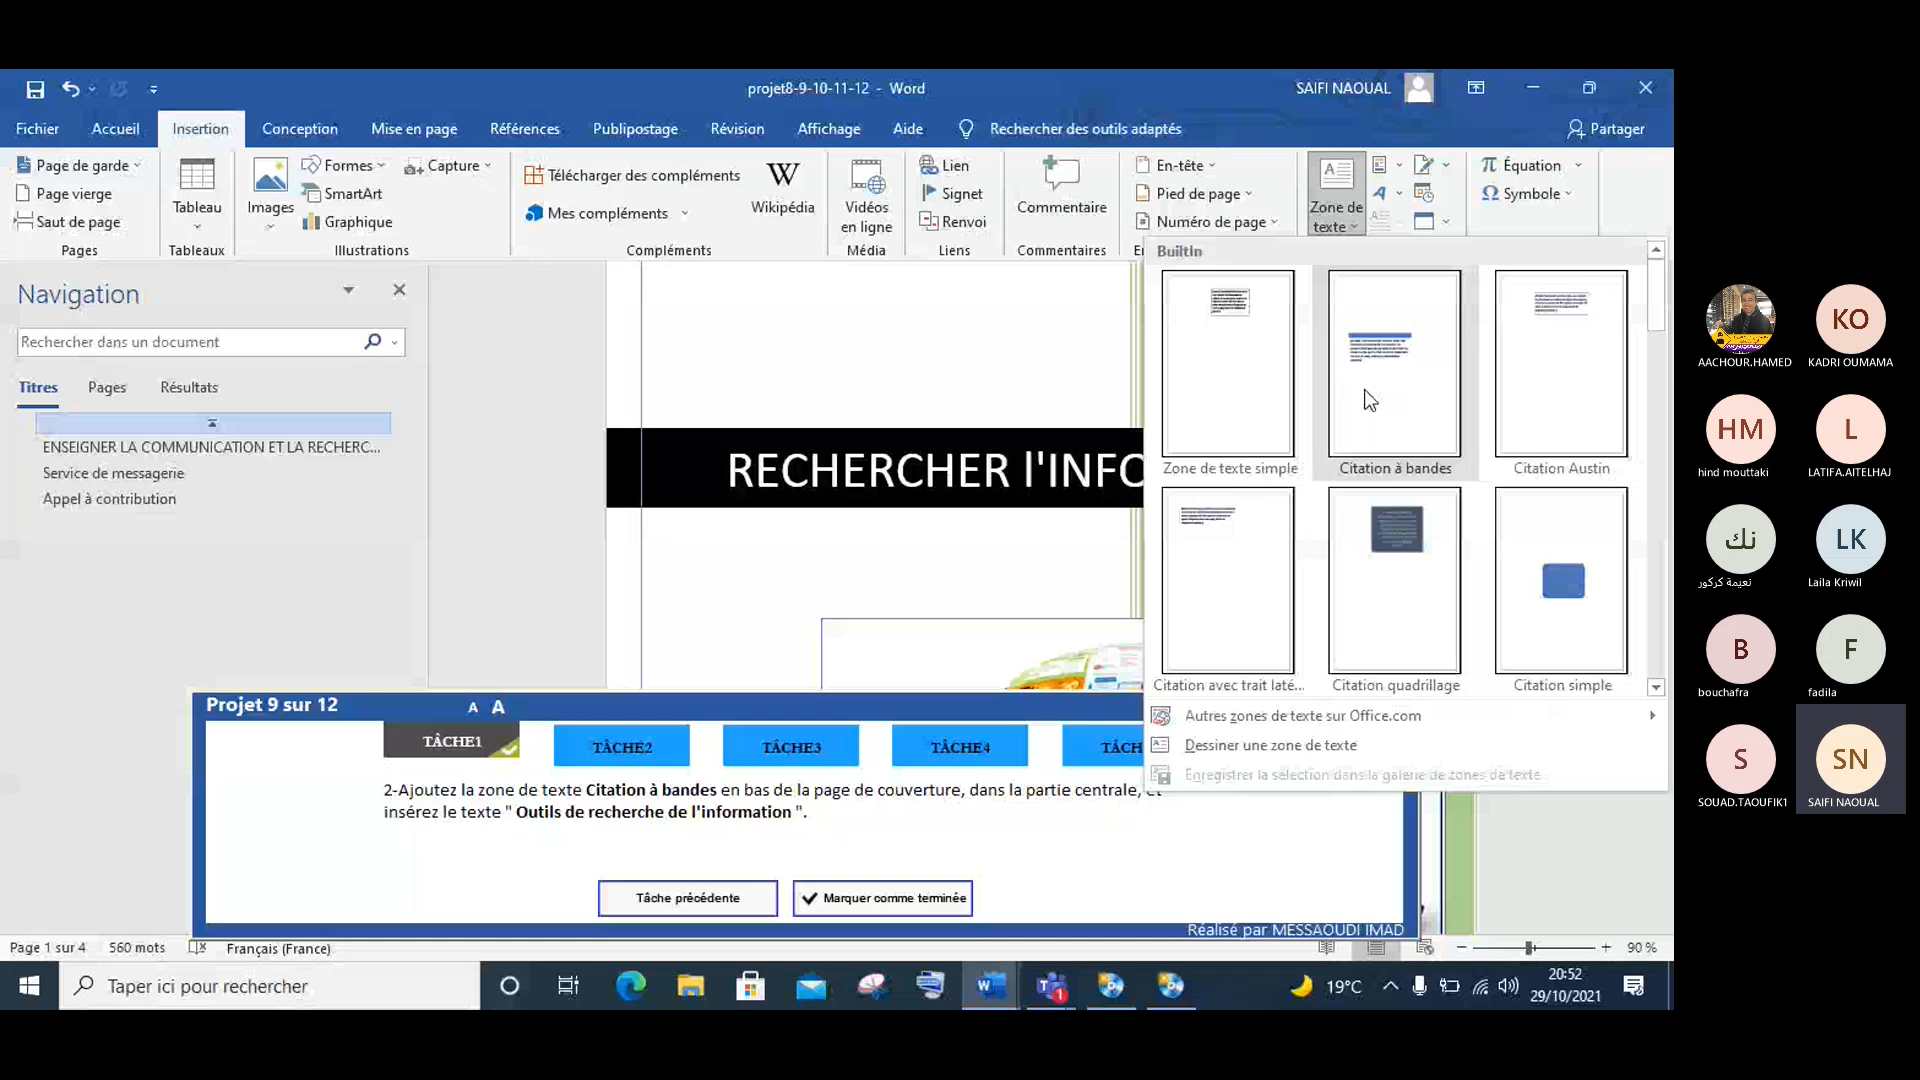 projet8-9-10-11-12 - Word
SAIFI NAOUAL
Fichier Accueil Insertion Conception Mise en page Références Publipostage Révision Affichage Aide Rechercher des outils adaptés Partager
Page de garde
Page vierge
Saut de page
Pages
Tableau
Tableaux
Images
Formes
SmartArt
Graphique
Capture
Illustrations
Télécharger des compléments
Mes compléments
Wikipédia
Compléments
Vidéos
en ligne
Média
Lien
Signet
Renvoi
Liens
Commentaire
Commentaires
En-tête
Pied de page
Numéro de page
Zone de
texte
Équation
Symbole
Navigation
Rechercher dans un document
Titres Pages Résultats
ENSEIGNER LA COMMUNICATION ET LA RECHERC...
Service de messagerie
Appel à contribution
RECHERCHER l'INFO
Builtin
Zone de texte simple
Citation à bandes
Citation Austin
Citation avec trait laté...
Citation quadrillage
Citation simple
Autres zones de texte sur Office.com
Dessiner une zone de texte
Enregistrer la sélection dans la galerie de zones de texte...
Projet 9 sur 12
A A
TÂCHE1 TÂCHE2 TÂCHE3 TÂCHE4 TÂCH
2-Ajoutez la zone de texte Citation à bandes en bas de la page de couverture, dans la partie centrale, et
insérez le texte " Outils de recherche de l'information ".
Tâche précédente
Marquer comme terminée
Réalisé par MESSAOUDI IMAD
Page 1 sur 4 560 mots Français (France)
90 %
Taper ici pour rechercher
19°C
20:52
29/10/2021
AACHOUR.HAMED
KO
KADRI OUMAMA
HM
hind mouttaki
L
LATIFA.AITELHAJ
نك
نعيمة كركور
LK
Laila Kriwil
B
bouchafra
F
fadila
S
SOUAD.TAOUFIK1
SN
SAIFI NAOUAL